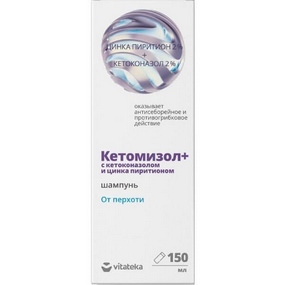 ЦИНКА ПИРИТИОН 2%
+
КЕТОКОНАЗОЛ 2%
оказывает
антисеборейное и
противогрибковое
действие
Кетомизол+
с кетоконазолом
и цинка пиритионом
шампунь
От перхоти
vitateka
150
мл